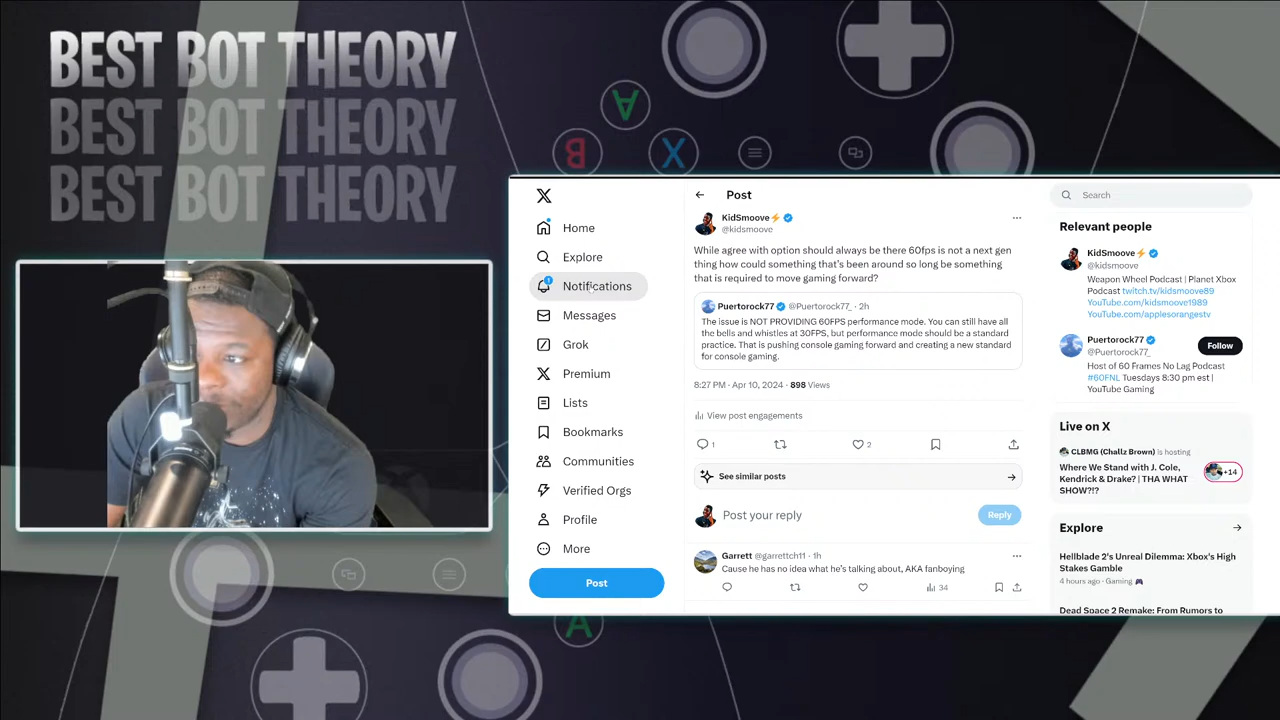 BEST BOT THEORY
BEST BOT THEORY
BEST BOT THEORY
A
B
X
Home
Explore
1
Notifications
Messages
Grok
Premium
Lists
Bookmarks
Communities
Verified Orgs
Profile
More
Post
Post
KidSmoove⚡
@kidsmoove
While agree with option should always be there 60fps is not a next gen
thing how could something that's been around so long be something
that is required to move gaming forward?
Puertorock77 @Puertorock77_ · 2h
The issue is NOT PROVIDING 60FPS performance mode. You can still have all
the bells and whistles at 30FPS, but performance mode should be a standard
practice. That is pushing console gaming forward and creating a new standard
for console gaming.
8:27 PM · Apr 10, 2024 · 898 Views
View post engagements
1
2
See similar posts
Post your reply
Reply
Garrett @garrettch11 · 1h
Cause he has no idea what he's talking about, AKA fanboying
34
Search
Relevant people
KidSmoove⚡
@kidsmoove
Weapon Wheel Podcast | Planet Xbox
Podcast twitch.tv/kidsmoove89
YouTube.com/kidsmoove1989
YouTube.com/applesorangestv
Puertorock77
@Puertorock77_
Follow
Host of 60 Frames No Lag Podcast
#60FNL Tuesdays 8:30 pm est |
YouTube Gaming
Live on X
CLBMG (Challz Brown) is hosting
Where We Stand with J. Cole,
Kendrick & Drake? | THA WHAT
SHOW?!?
+14
Explore
Hellblade 2's Unreal Dilemma: Xbox's High
Stakes Gamble
4 hours ago · Gaming 🎮
Dead Space 2 Remake: From Rumors to
A